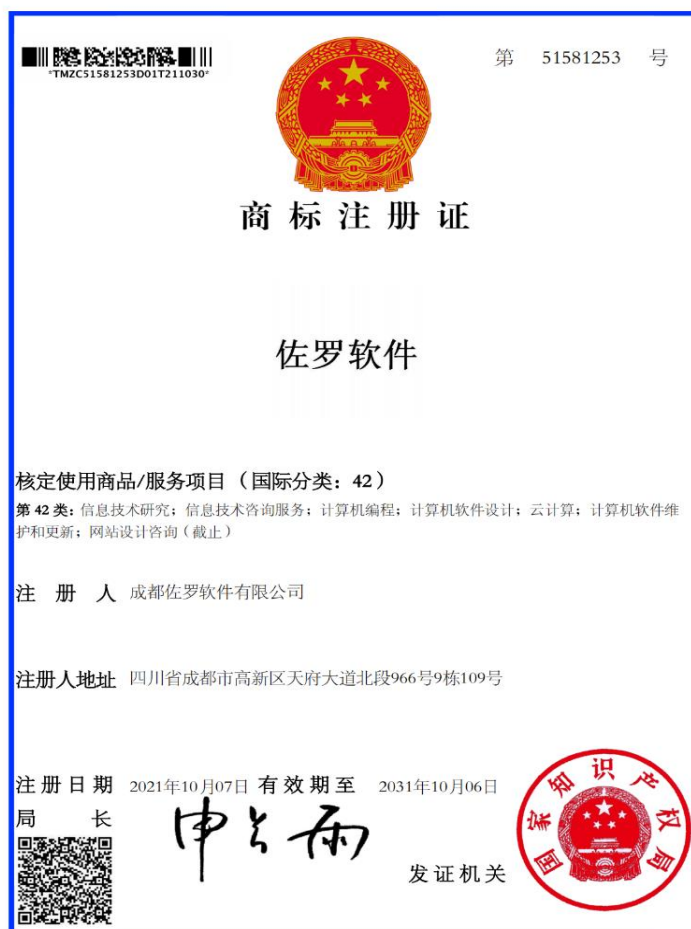 *TMZC51581253D01T211030*
第 51581253 号
商标注册证
佐罗软件
核定使用商品/服务项目（国际分类：42）
第 42 类：信息技术研究；信息技术咨询服务；计算机编程；计算机软件设计；云计算；计算机软件维
护和更新；网站设计咨询（截止）
注 册 人 成都佐罗软件有限公司
注册人地址 四川省成都市高新区天府大道北段966号9栋109号
注册日期 2021年10月07日 有效期至 2031年10月06日
局 长 申长雨
发证机关
国家知识产权局